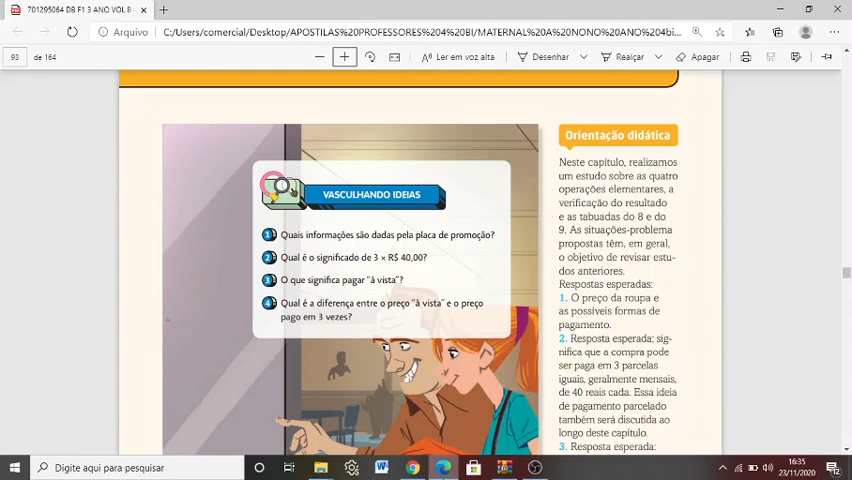 701295064 DB F1 3 ANO VOL B -
Arquivo
C:/Users/comercial/Desktop/APOSTILAS%20PROFESSORES%204%20BI/MATERNAL%20A%20NONO%20ANO%204bi...
93 de 164
Ler em voz alta
Desenhar
Realçar
Apagar
VASCULHANDO IDEIAS
1 Quais informações são dadas pela placa de promoção?
2 Qual é o significado de 3 × R$ 40,00?
3 O que significa pagar "à vista"?
4 Qual é a diferença entre o preço "à vista" e o preço
pago em 3 vezes?
Orientação didática
Neste capítulo, realizamos
um estudo sobre as quatro
operações elementares, a
verificação do resultado
e as tabuadas do 8 e do
9. As situações-problema
propostas têm, em geral,
o objetivo de revisar estu-
dos anteriores.
Respostas esperadas:
1. O preço da roupa e
as possíveis formas de
pagamento.
2. Resposta esperada: sig-
nifica que a compra pode
ser paga em 3 parcelas
iguais, geralmente mensais,
de 40 reais cada. Essa ideia
de pagamento parcelado
também será discutida ao
longo deste capítulo.
3. Resposta esperada:
Digite aqui para pesquisar
16:35
23/11/2020
12